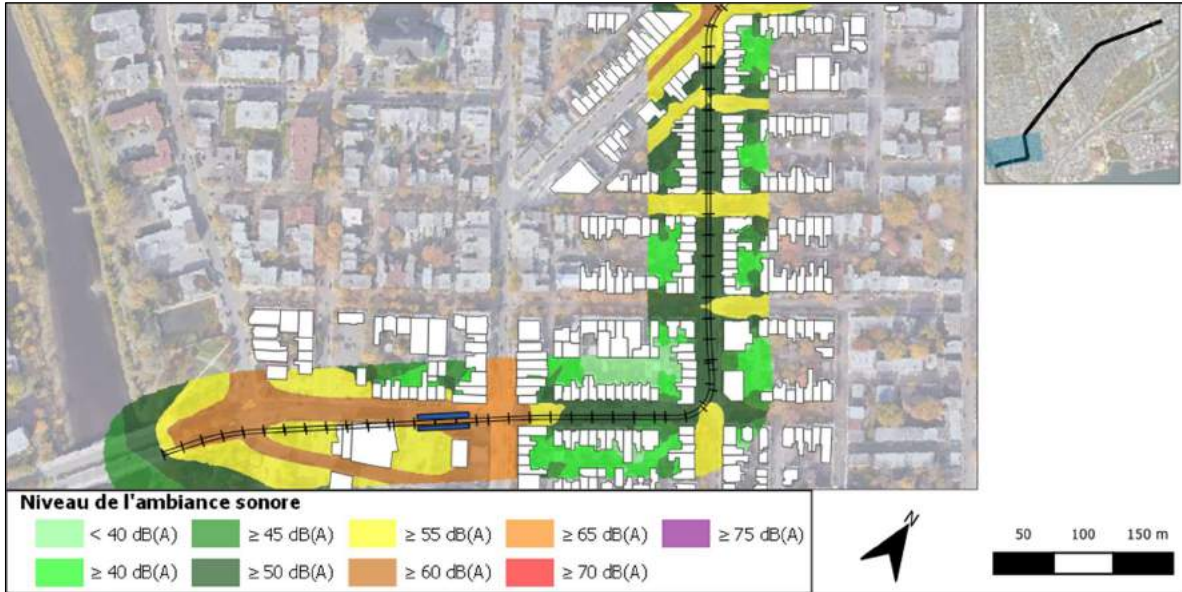 Niveau de l'ambiance sonore
< 40 dB(A) ≥ 45 dB(A) ≥ 55 dB(A) ≥ 65 dB(A) ≥ 75 dB(A)
≥ 40 dB(A) ≥ 50 dB(A) ≥ 60 dB(A) ≥ 70 dB(A)
N
50 100 150 m